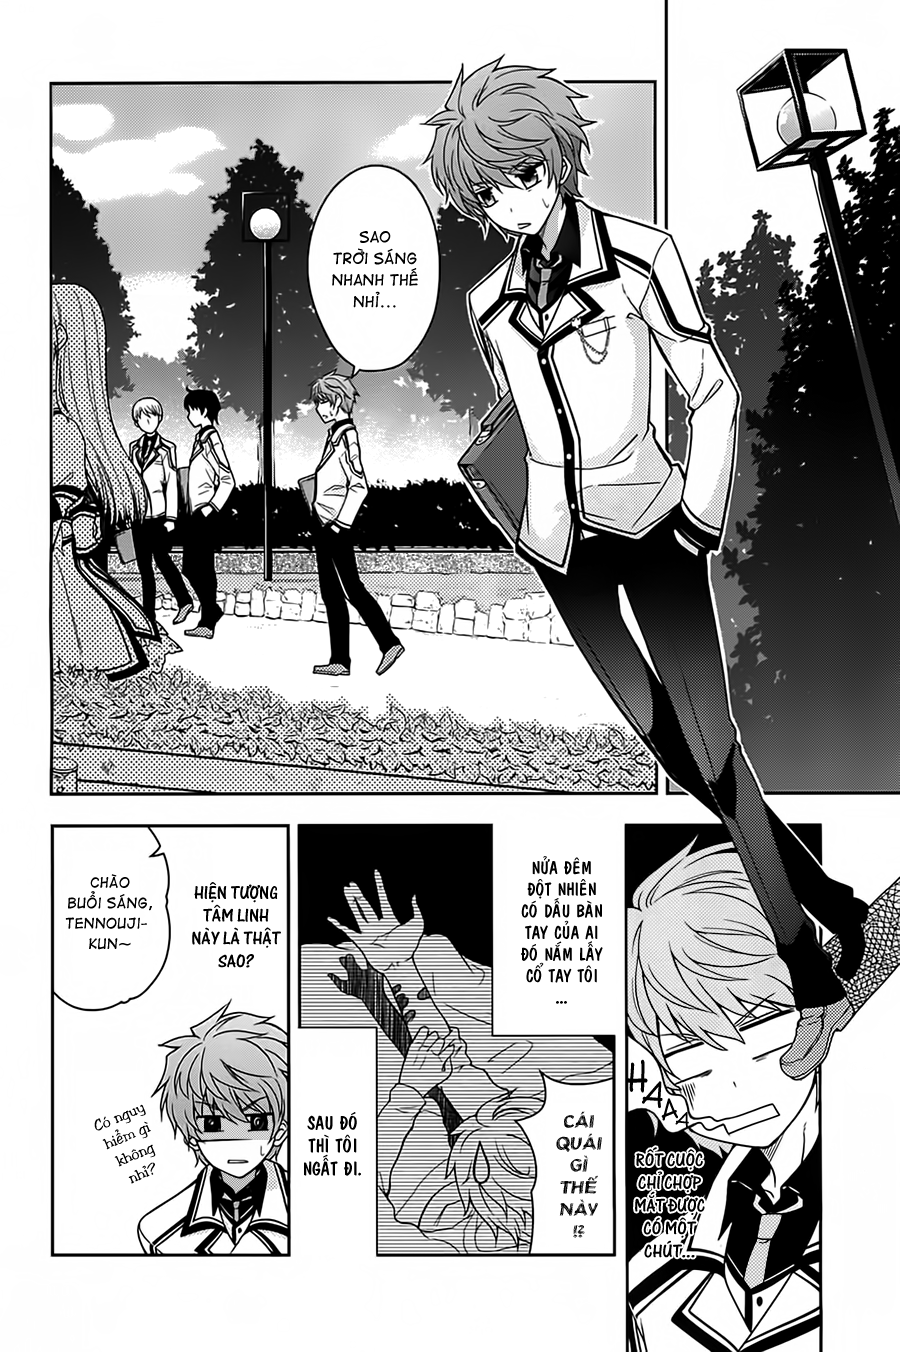 SAO
TRỜI SÁNG
NHANH THẾ
NHỈ...
HAAA
RỐT CUỘC
CHỈ CHỢP
MẮT ĐƯỢC
CÓ MỘT
CHÚT...
NỬA ĐÊM
ĐỘT NHIÊN
CÓ DẤU BÀN
TAY CỦA AI
ĐÓ NẮM LẤY
CỔ TAY TÔI
...
CÁI
QUÁI
GÌ
THẾ
NÀY
!?
SAU ĐÓ
THÌ TÔI
NGẤT ĐI.
HIỆN TƯỢNG
TÂM LINH
NÀY LÀ THẬT
SAO?
CHÀO
BUỔI SÁNG,
TENNOUJI-
KUN~
Có nguy
hiểm gì
không
nhỉ?